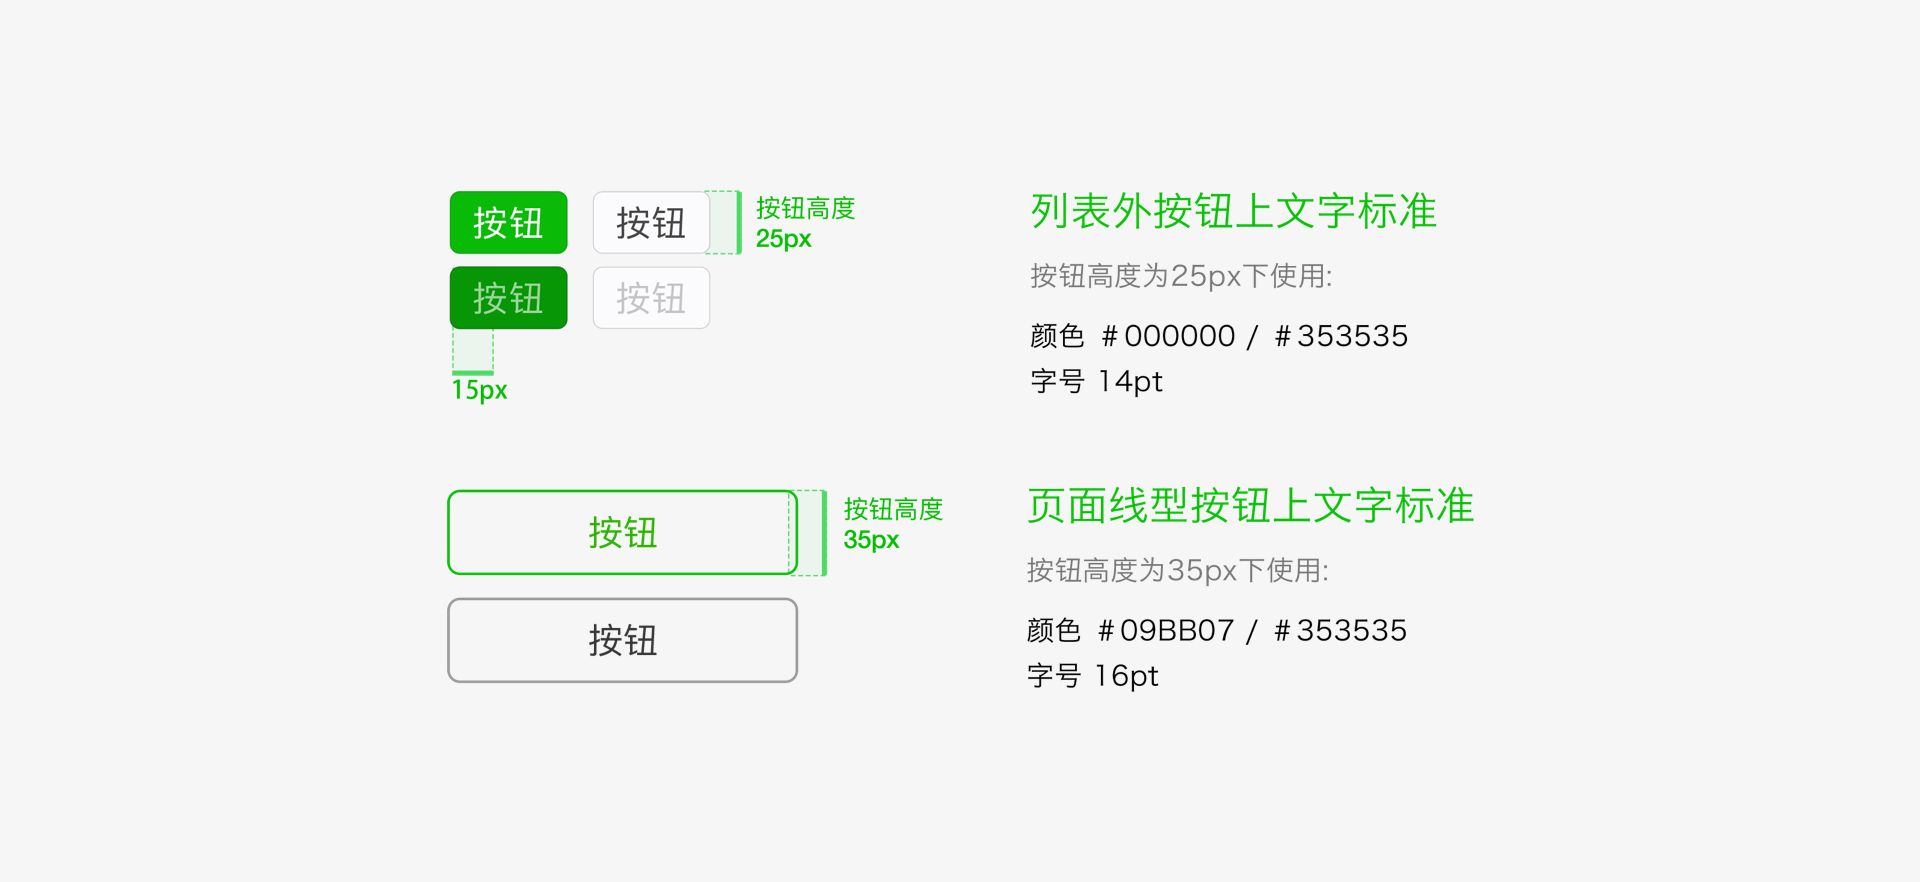 按钮
按钮
按钮高度
25px
按钮
按钮
15px
列表外按钮上文字标准
按钮高度为25px下使用:
颜色 #000000 / #353535
字号 14pt
按钮
按钮高度
35px
按钮
页面线型按钮上文字标准
按钮高度为35px下使用:
颜色 #09BB07 / #353535
字号 16pt